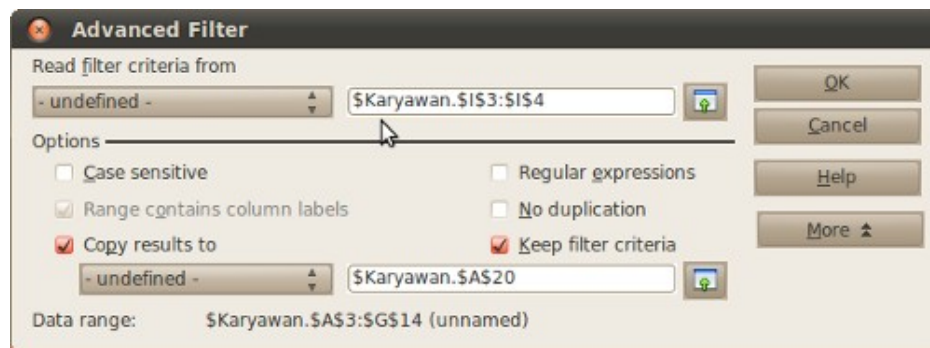 Advanced Filter
Read filter criteria from
- undefined -
$Karyawan.$I$3:$I$4
OK
Cancel
Options
Case sensitive
Regular expressions
Help
Range contains column labels
No duplication
More
Copy results to
Keep filter criteria
- undefined -
$Karyawan.$A$20
Data range: $Karyawan.$A$3:$G$14 (unnamed)